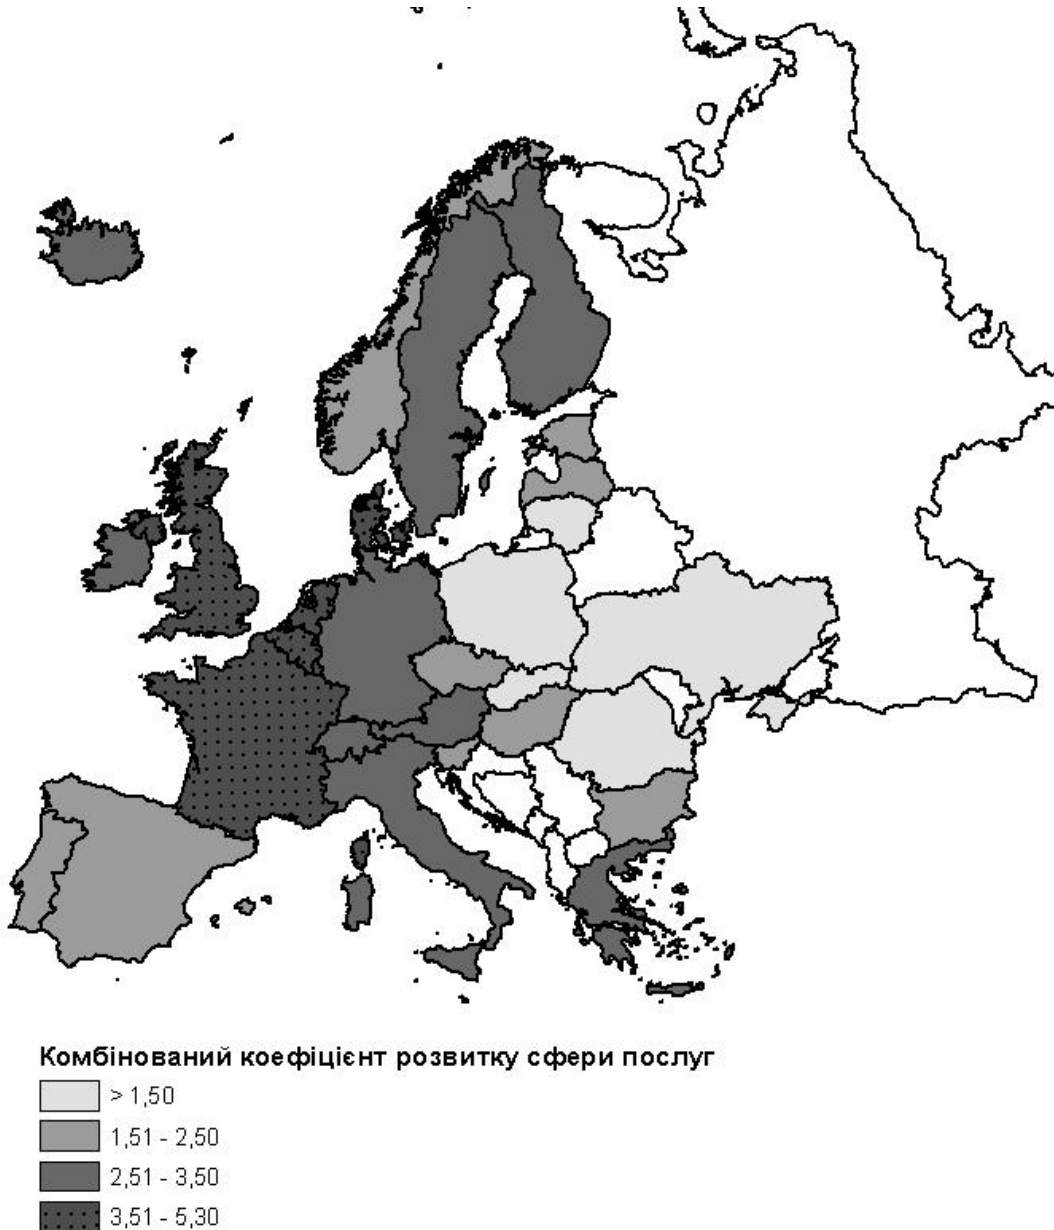 Комбінований коефіцієнт розвитку сфери послуг
> 1,50
1,51 - 2,50
2,51 - 3,50
3,51 - 5,30